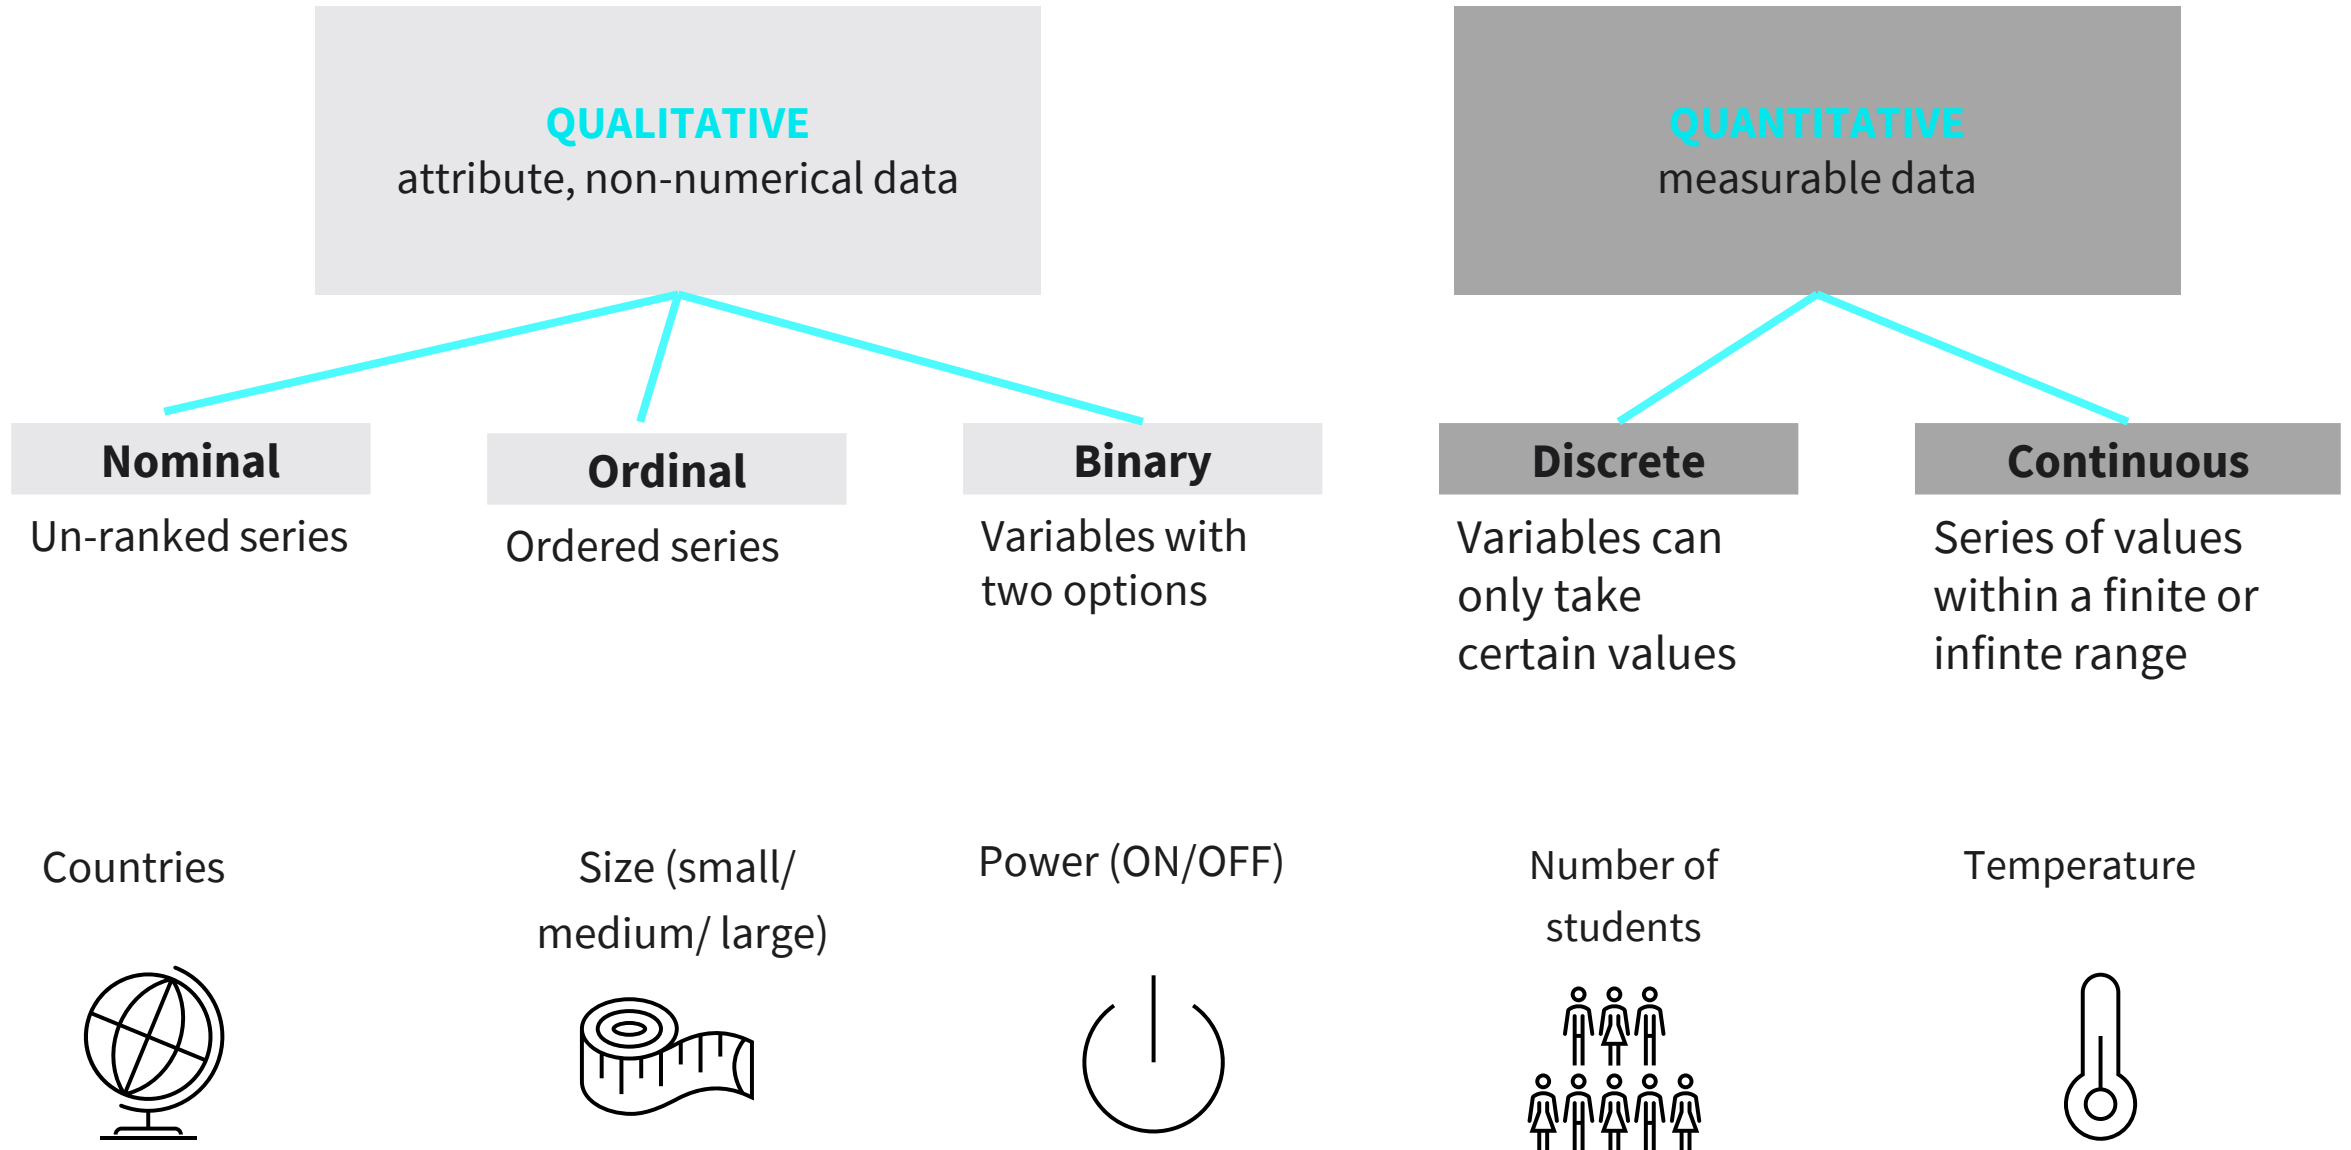 QUALITATIVE
attribute, non-numerical data
QUANTITATIVE
measurable data
Nominal
Un-ranked series
Ordinal
Ordered series
Binary
Variables with
two options
Discrete
Variables can
only take
certain values
Continuous
Series of values
within a finite or
infinte range
Countries
Size (small/
medium/ large)
Power (ON/OFF)
Number of
students
Temperature